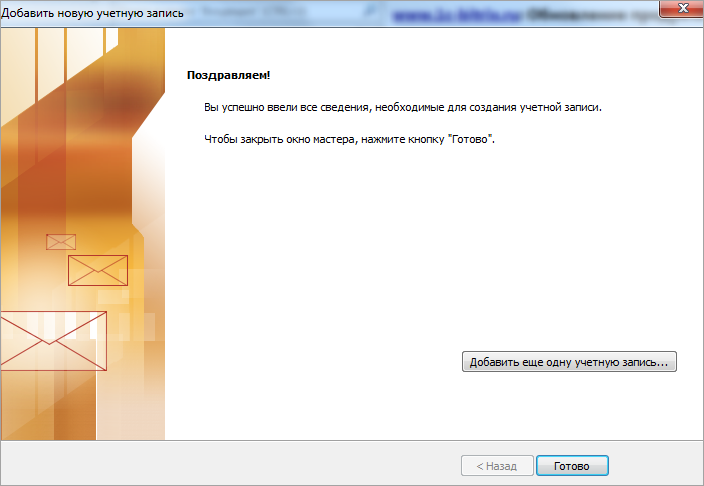 Добавить новую учетную запись
Поздравляем!
Вы успешно ввели все сведения, необходимые для создания учетной записи.
Чтобы закрыть окно мастера, нажмите кнопку "Готово".
Добавить еще одну учетную запись...
< Назад
Готово